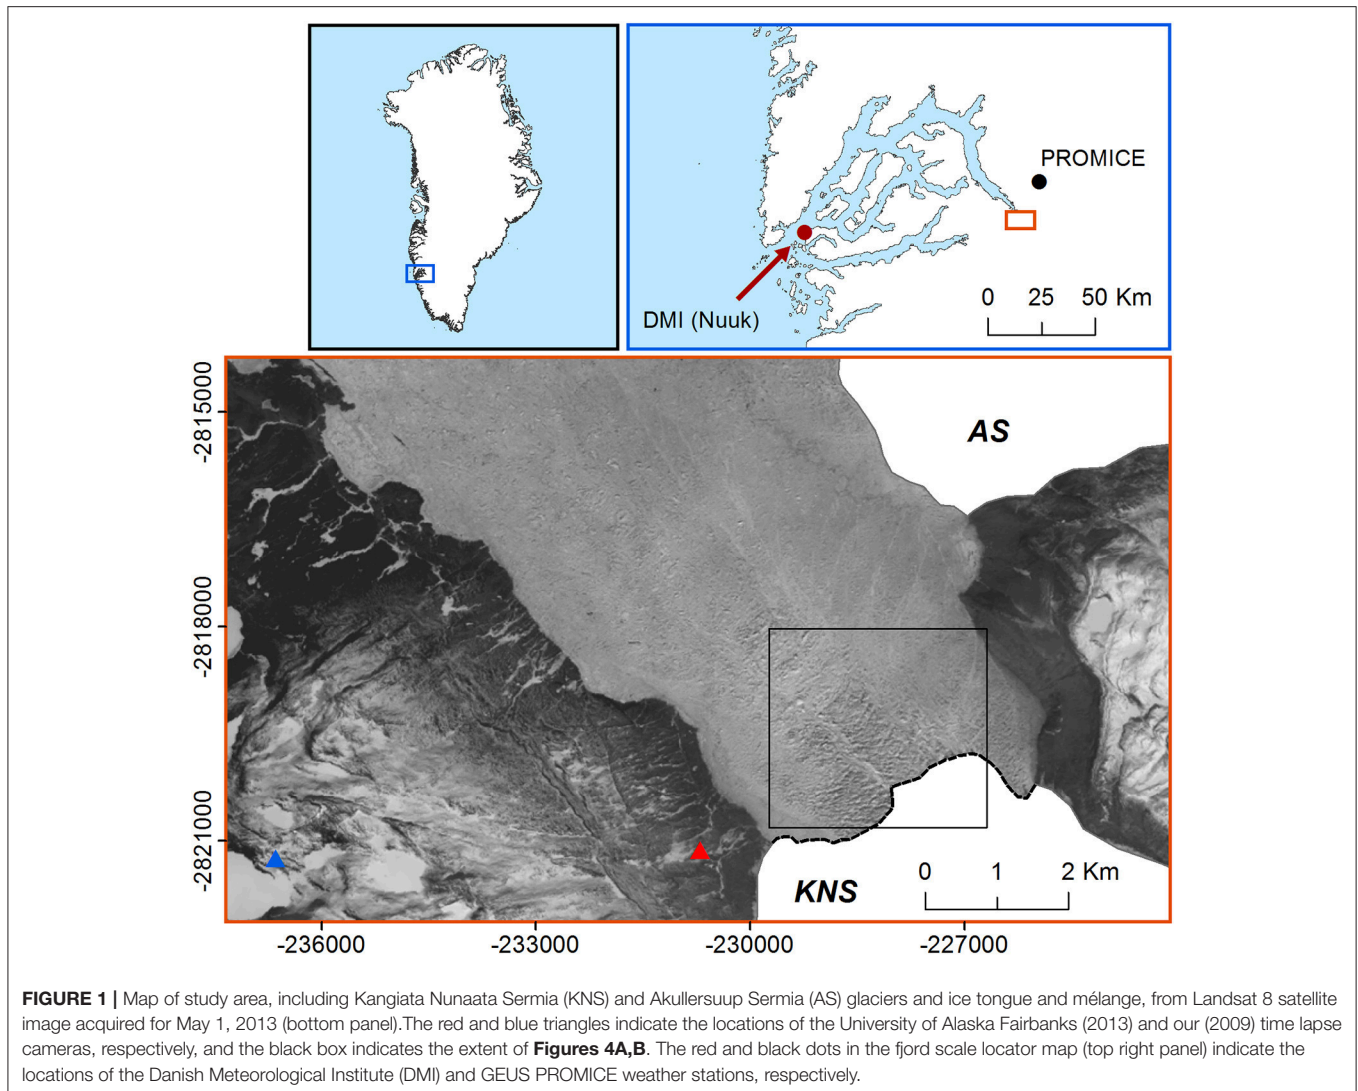 PROMICE
DMI (Nuuk)
0 25 50 Km
-2815000
-2818000
-2821000
AS
KNS
0 1 2 Km
-236000 -233000 -230000 -227000
FIGURE 1 | Map of study area, including Kangiata Nunaata Sermia (KNS) and Akullersuup Sermia (AS) glaciers and ice tongue and mélange, from Landsat 8 satellite
image acquired for May 1, 2013 (bottom panel).The red and blue triangles indicate the locations of the University of Alaska Fairbanks (2013) and our (2009) time lapse
cameras, respectively, and the black box indicates the extent of Figures 4A,B. The red and black dots in the fjord scale locator map (top right panel) indicate the
locations of the Danish Meteorological Institute (DMI) and GEUS PROMICE weather stations, respectively.